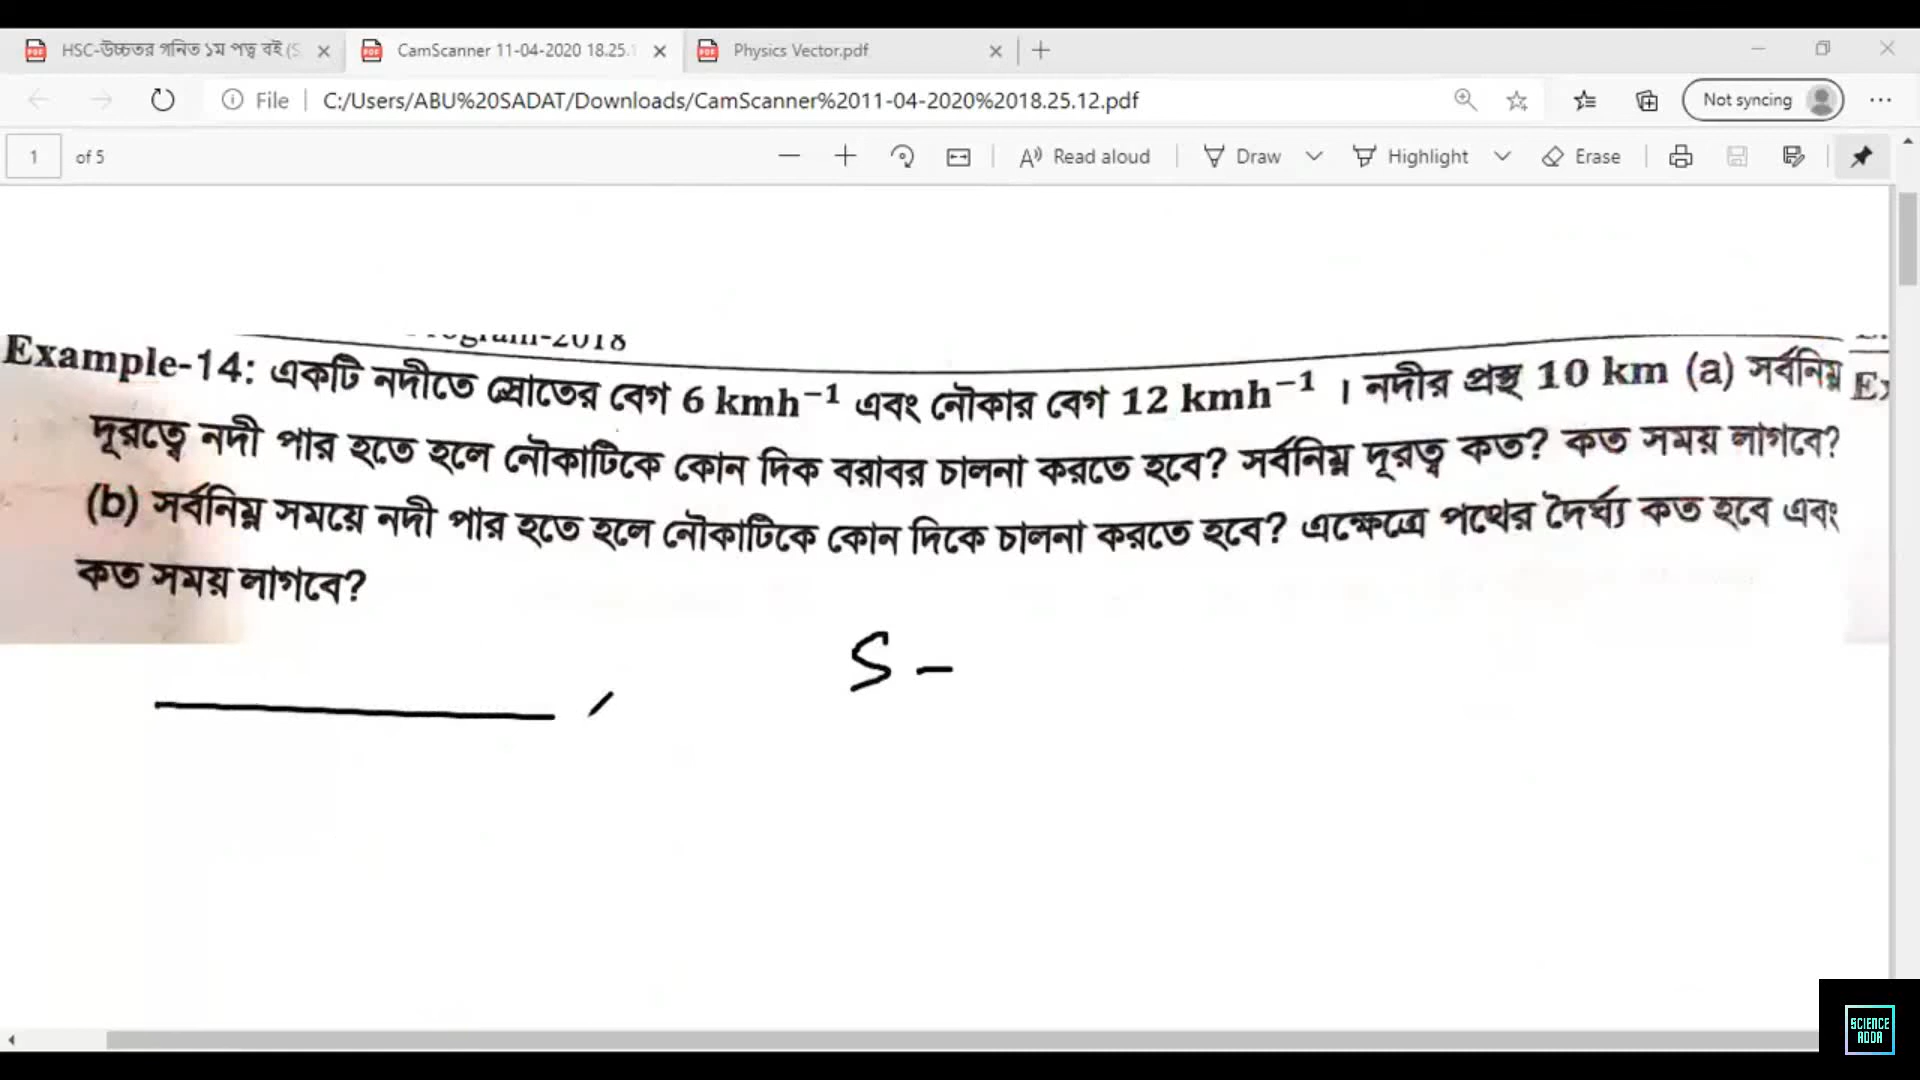 HSC-উচ্চতর গনিত ১ম পত্র বই (S
CamScanner 11-04-2020 18.25.1
Physics Vector.pdf
File
C:/Users/ABU%20SADAT/Downloads/CamScanner%2011-04-2020%2018.25.12.pdf
Not syncing
1 of 5
Read aloud
Draw
Highlight
Erase
Example-14: একটি নদীতে স্রোতের বেগ 6 kmh⁻¹ এবং নৌকার বেগ 12 kmh⁻¹ । নদীর প্রস্থ 10 km (a) সর্বনিম্ন
দূরত্বে নদী পার হতে হলে নৌকাটিকে কোন দিক বরাবর চালনা করতে হবে? সর্বনিম্ন দূরত্ব কত? কত সময় লাগবে?
(b) সর্বনিম্ন সময়ে নদী পার হতে হলে নৌকাটিকে কোন দিকে চালনা করতে হবে? এক্ষেত্রে পথের দৈর্ঘ্য কত হবে এবং
কত সময় লাগবে?
S -
SCIENCE
ADDA